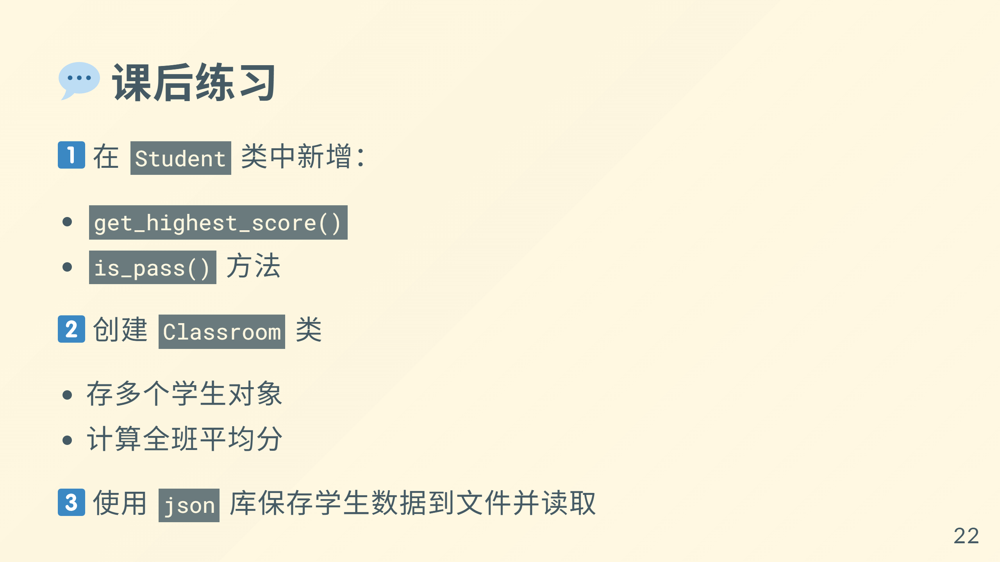 💬 课后练习
1️⃣ 在 Student 类中新增：
• get_highest_score()
• is_pass() 方法
2️⃣ 创建 Classroom 类
• 存多个学生对象
• 计算全班平均分
3️⃣ 使用 json 库保存学生数据到文件并读取
22